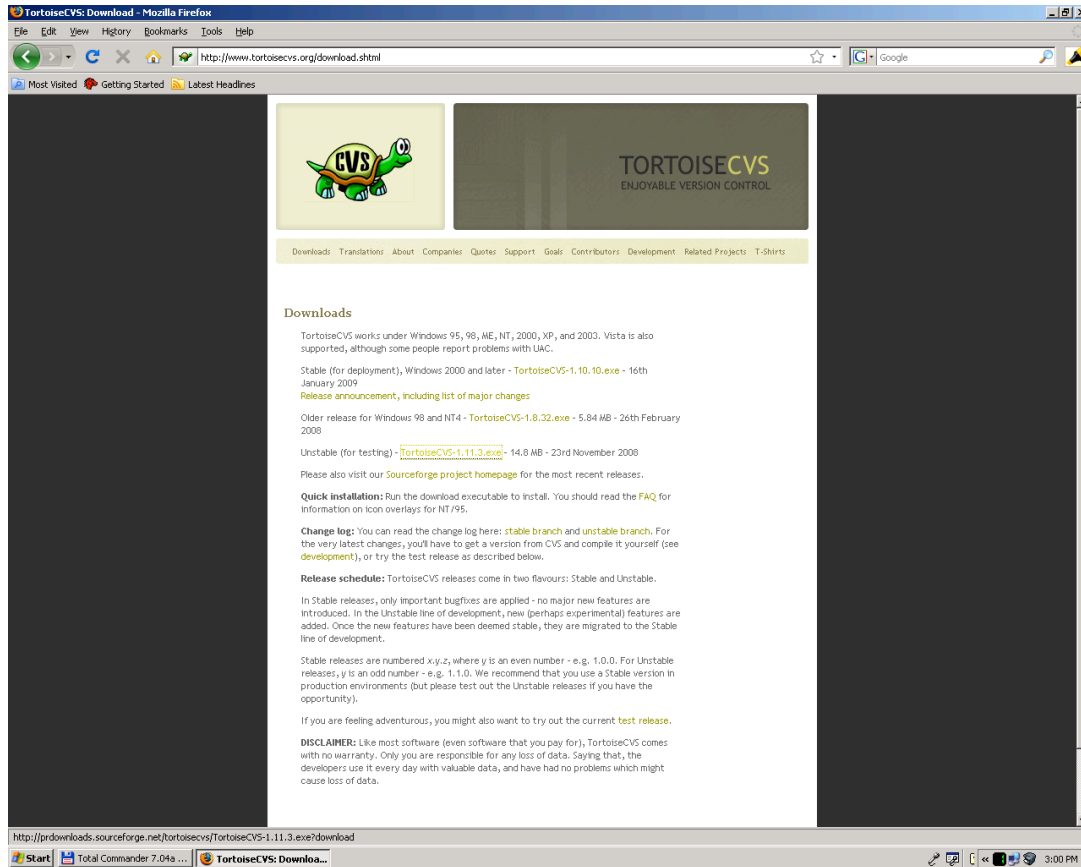 TortoiseCVS: Download - Mozilla Firefox
File Edit View History Bookmarks Tools Help
http://www.tortoisecvs.org/download.shtml
G Google
Most Visited Getting Started Latest Headlines
CVS
TORTOISECVS
ENJOYABLE VERSION CONTROL
Downloads Translations About Companies Quotes Support Goals Contributors Development Related Projects T-Shirts
Downloads
TortoiseCVS works under Windows 95, 98, ME, NT, 2000, XP, and 2003. Vista is also
supported, although some people report problems with UAC.
Stable (for deployment), Windows 2000 and later - TortoiseCVS-1.10.10.exe - 16th
January 2009
Release announcement, including list of major changes
Older release for Windows 98 and NT4 - TortoiseCVS-1.8.32.exe - 5.84 MB - 26th February
2008
Unstable (for testing) - TortoiseCVS-1.11.3.exe - 14.8 MB - 23rd November 2008
Please also visit our Sourceforge project homepage for the most recent releases.
Quick installation: Run the download executable to install. You should read the FAQ for
information on icon overlays for NT/95.
Change log: You can read the change log here: stable branch and unstable branch. For
the very latest changes, you'll have to get a version from CVS and compile it yourself (see
development), or try the test release as described below.
Release schedule: TortoiseCVS releases come in two flavours: Stable and Unstable.
In Stable releases, only important bugfixes are applied - no major new features are
introduced. In the Unstable line of development, new (perhaps experimental) features are
added. Once the new features have been deemed stable, they are migrated to the Stable
line of development.
Stable releases are numbered x.y.z, where y is an even number - e.g. 1.0.0. For Unstable
releases, y is an odd number - e.g. 1.1.0. We recommend that you use a Stable version in
production environments (but please test out the Unstable releases if you have the
opportunity).
If you are feeling adventurous, you might also want to try out the current test release.
DISCLAIMER: Like most software (even software that you pay for), TortoiseCVS comes
with no warranty. Only you are responsible for any loss of data. Saying that, the
developers use it every day with valuable data, and have had no problems which might
cause loss of data.
http://prdownloads.sourceforge.net/tortoisecvs/TortoiseCVS-1.11.3.exe?download
Start Total Commander 7.04a ... TortoiseCVS: Downloa... 3:00 PM